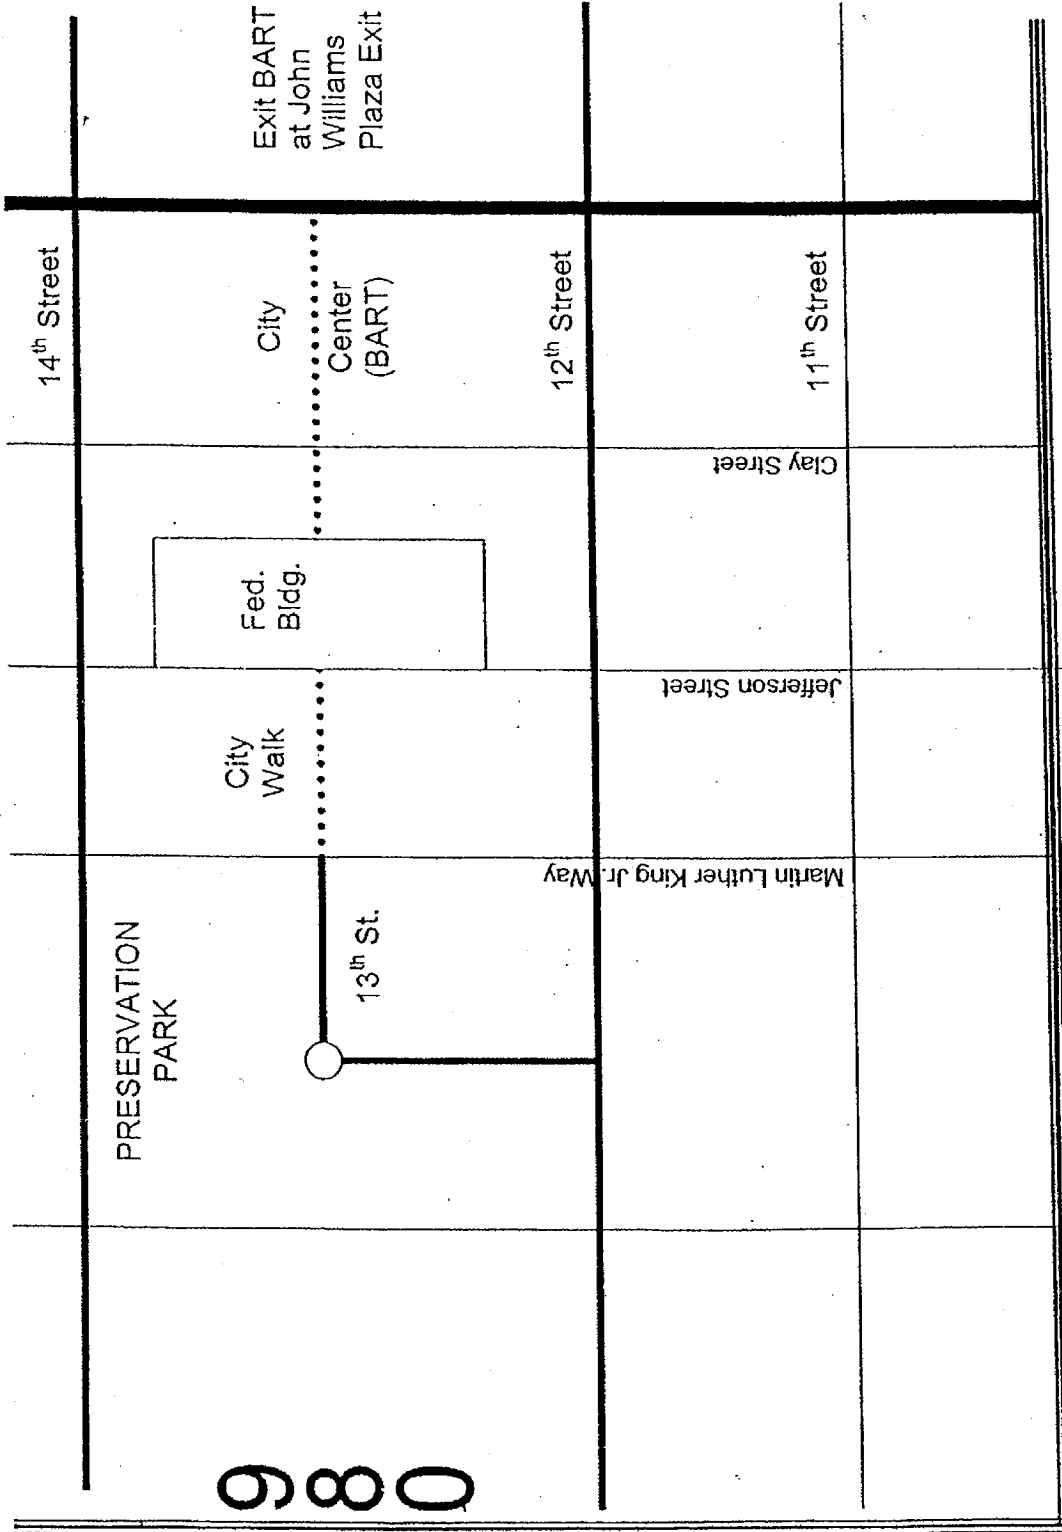 14th Street
Exit BART
at John
Williams
Plaza Exit
City
Center
(BART)
12th Street
11th Street
Clay Street
Fed.
Bldg.
Jefferson Street
City
Walk
Martin Luther King Jr. Way
13th St.
PRESERVATION
PARK
980